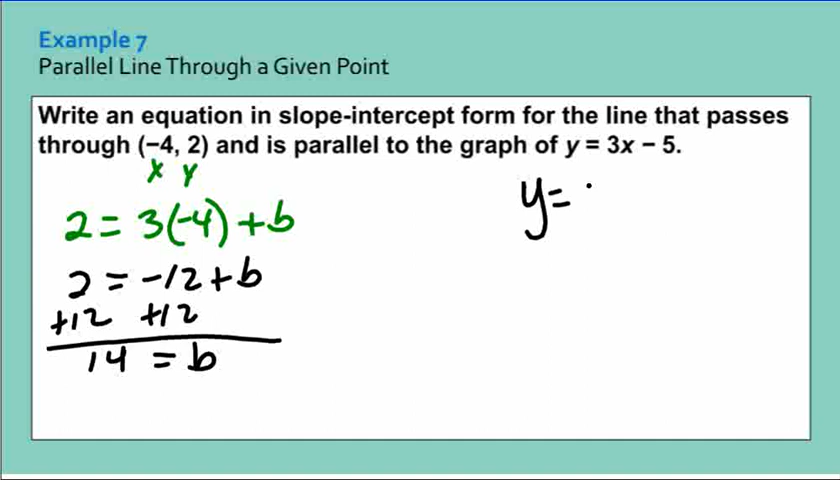 Example 7
Parallel Line Through a Given Point
Write an equation in slope-intercept form for the line that passes
through (−4, 2) and is parallel to the graph of y = 3x − 5.
x y
2 = 3(-4) + b
y=
2 = -12 + b
+12 +12
14 = b